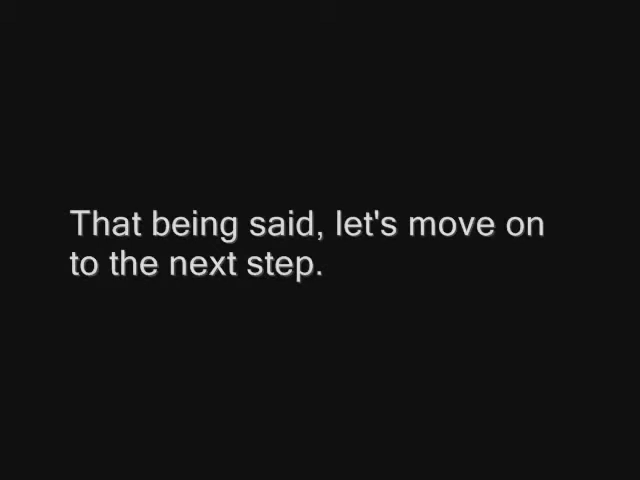 That being said, let's move on
to the next step.